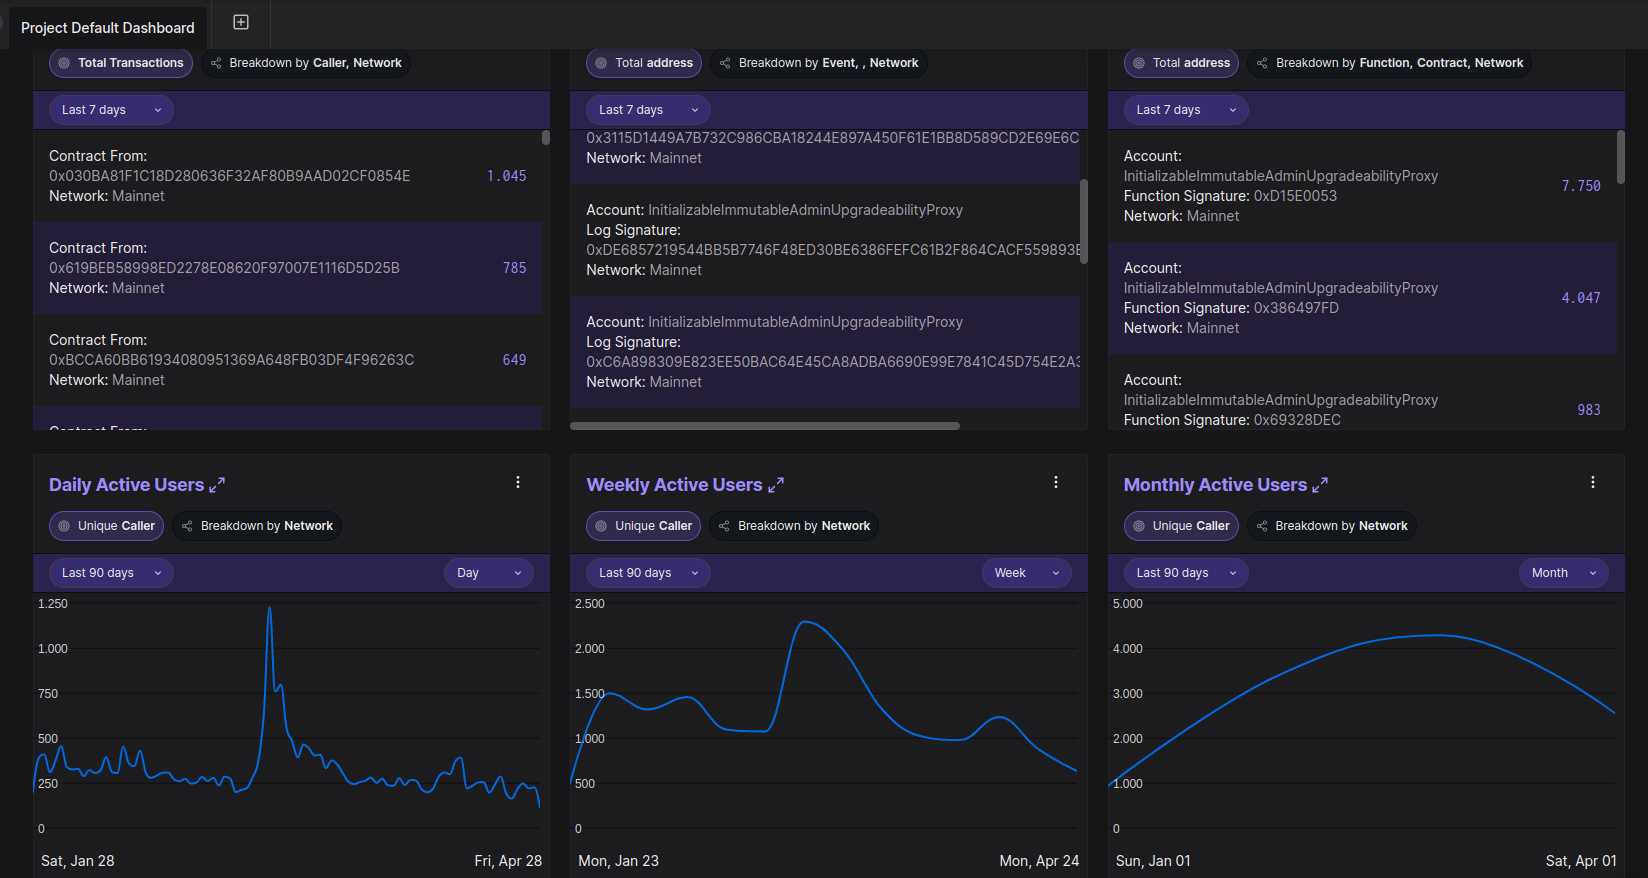 Project Default Dashboard
Total Transactions
Breakdown by Caller, Network
Last 7 days
Contract From:
0x030BA81F1C18D280636F32AF80B9AAD02CF0854E
1.045
Network: Mainnet
Contract From:
0x619BEB58998ED2278E08620F97007E1116D5D25B
785
Network: Mainnet
Contract From:
0xBCCA60BB61934080951369A648FB03DF4F96263C
649
Network: Mainnet
Contract From:
Total address
Breakdown by Event, , Network
Last 7 days
0x3115D1449A7B732C986CBA18244E897A450F61E1BB8D589CD2E69E6C
Network: Mainnet
Account: InitializableImmutableAdminUpgradeabilityProxy
Log Signature:
0xDE6857219544BB5B7746F48ED30BE6386FEFC61B2F864CACF559893B
Network: Mainnet
Account: InitializableImmutableAdminUpgradeabilityProxy
Log Signature:
0xC6A898309E823EE50BAC64E45CA8ADBA6690E99E7841C45D754E2A3
Network: Mainnet
Total address
Breakdown by Function, Contract, Network
Last 7 days
Account:
InitializableImmutableAdminUpgradeabilityProxy
7.750
Function Signature: 0xD15E0053
Network: Mainnet
Account:
InitializableImmutableAdminUpgradeabilityProxy
4.047
Function Signature: 0x386497FD
Network: Mainnet
Account:
InitializableImmutableAdminUpgradeabilityProxy
983
Function Signature: 0x69328DEC
Daily Active Users
Unique Caller
Breakdown by Network
Last 90 days
Day
1.250
1.000
750
500
250
0
Sat, Jan 28
Fri, Apr 28
Weekly Active Users
Unique Caller
Breakdown by Network
Last 90 days
Week
2.500
2.000
1.500
1.000
500
0
Mon, Jan 23
Mon, Apr 24
Monthly Active Users
Unique Caller
Breakdown by Network
Last 90 days
Month
5.000
4.000
3.000
2.000
1.000
0
Sun, Jan 01
Sat, Apr 01